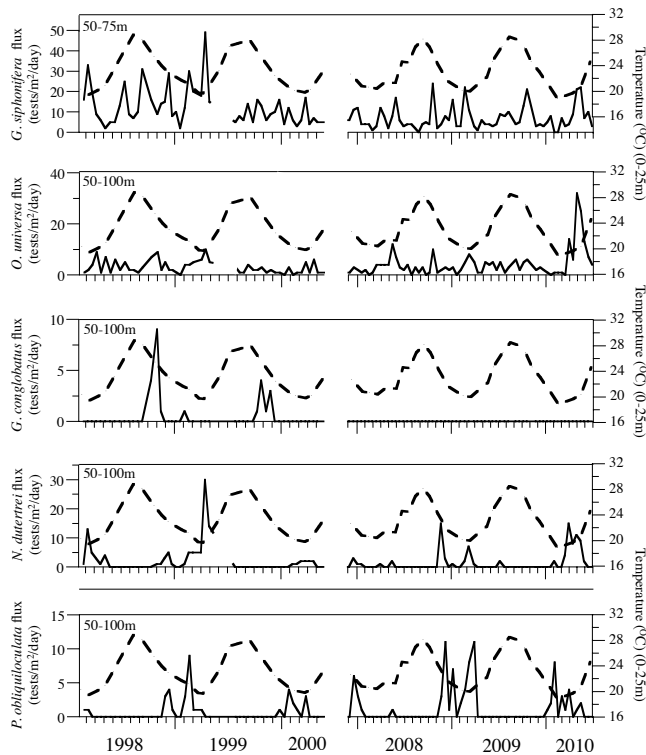 50-75m
G. siphonifera flux
(tests/m²/day)
50
40
30
20
10
0
32
28
24
20
16
Temperature (°C) (0-25m)
50-100m
O. universa flux
(tests/m²/day)
40
20
0
32
28
24
20
16
50-100m
G. conglobatus flux
(tests/m²/day)
10
5
0
32
28
24
20
16
Temperature (°C) (0-25m)
50-100m
N. dutertrei flux
(tests/m²/day)
30
20
10
0
32
28
24
20
16
50-100m
P. obliquiloculata flux
(tests/m²/day)
15
10
5
0
32
28
24
20
16
Temperature (°C) (0-25m)
1998 1999 2000 2008 2009 2010